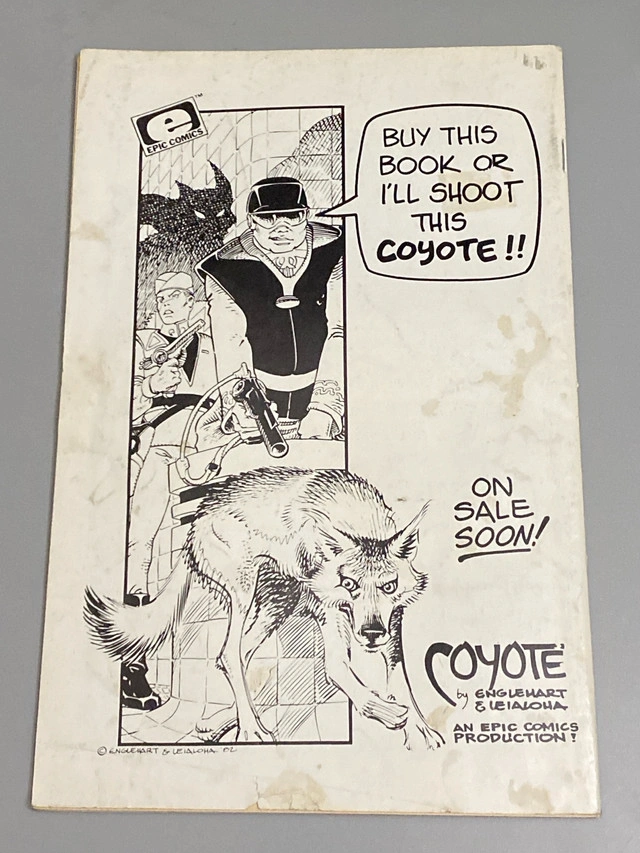 e™
EPIC COMICS
BUY THIS
BOOK OR
I'LL SHOOT
THIS
COYOTE!!
ON
SALE
SOON!
COYOTE
by ENGLEHART
& LEIALOHA
AN EPIC COMICS
PRODUCTION!
© ENGLEHART & LEIALOHA